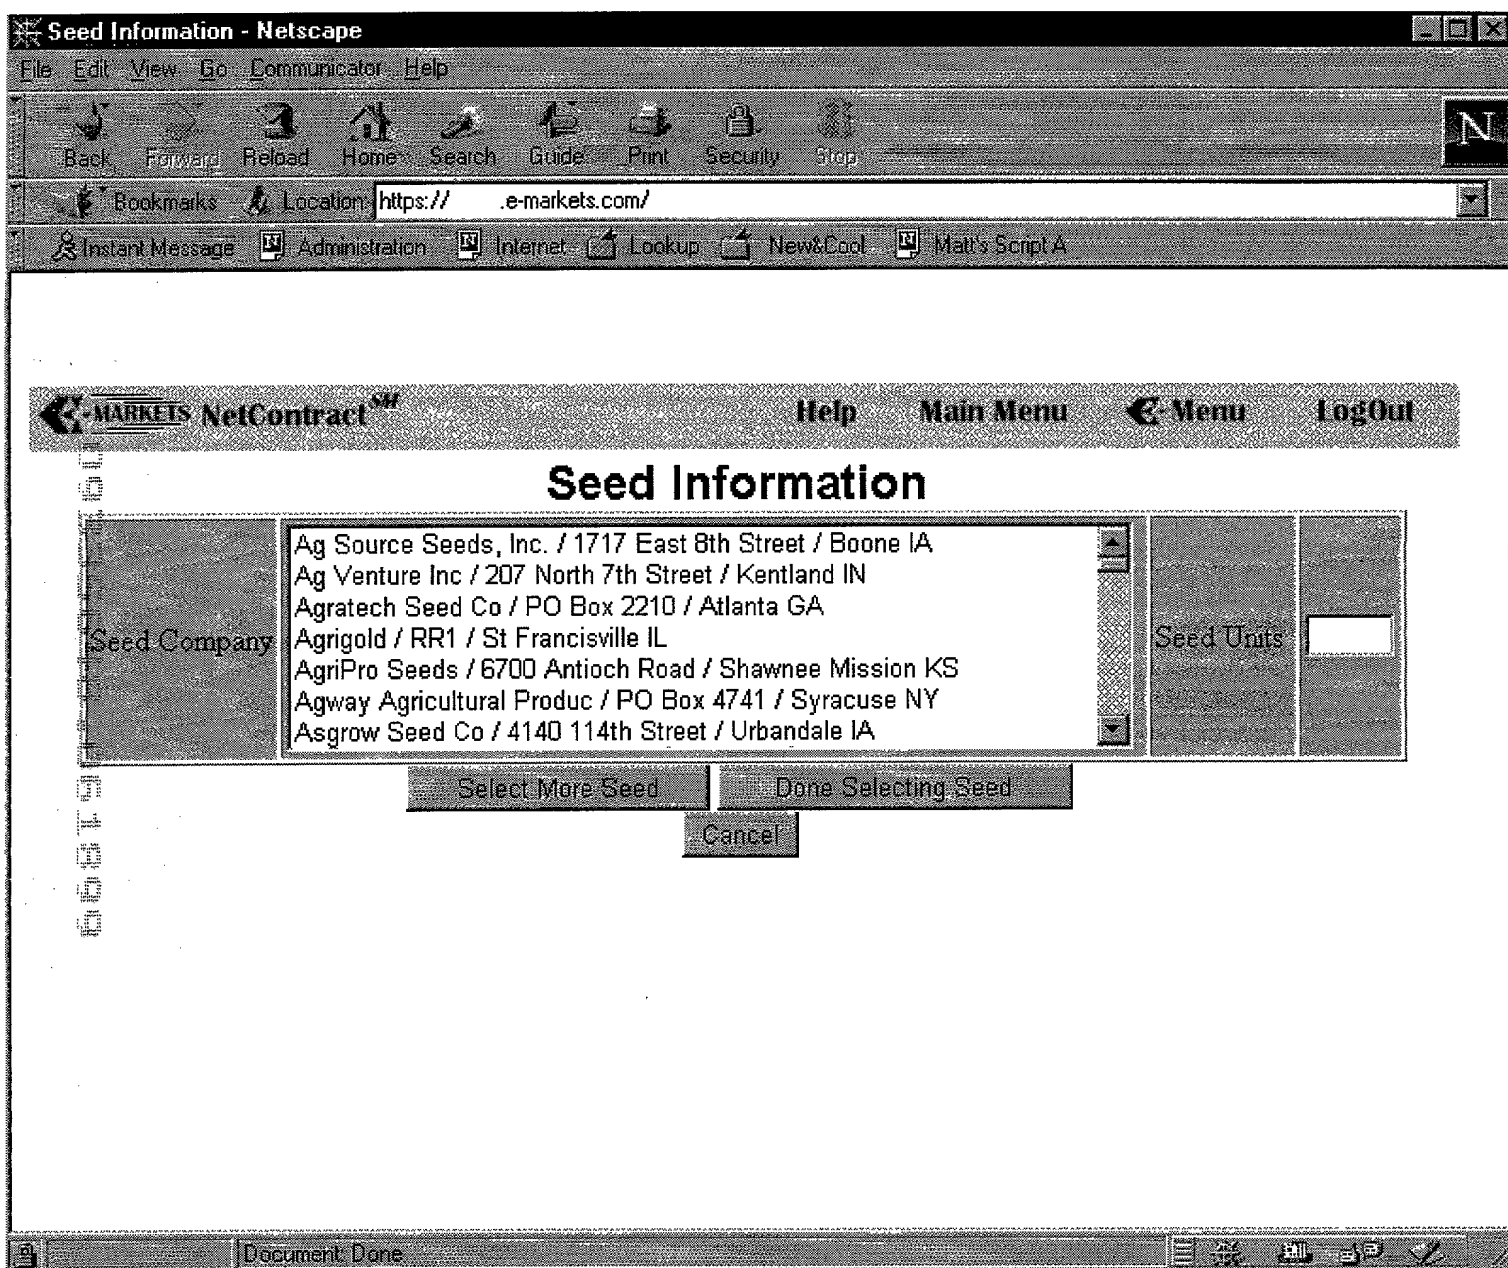 Seed Information - Netscape
File Edit View Go Communicator Help
Back Forward Reload Home Search Guide Print Security Stop
N
Bookmarks Location: https:// .e-markets.com/
Instant Message Administration Internet Lookup New&Cool Matt's Script A
E-MARKETS NetContract SM Help Main Menu E-Menu LogOut
Seed Information
Seed Company
Ag Source Seeds, Inc. / 1717 East 8th Street / Boone IA
Ag Venture Inc / 207 North 7th Street / Kentland IN
Agratech Seed Co / PO Box 2210 / Atlanta GA
Agrigold / RR1 / St Francisville IL
AgriPro Seeds / 6700 Antioch Road / Shawnee Mission KS
Agway Agricultural Produc / PO Box 4741 / Syracuse NY
Asgrow Seed Co / 4140 114th Street / Urbandale IA
Seed Units
Select More Seed Done Selecting Seed
Cancel
Document: Done